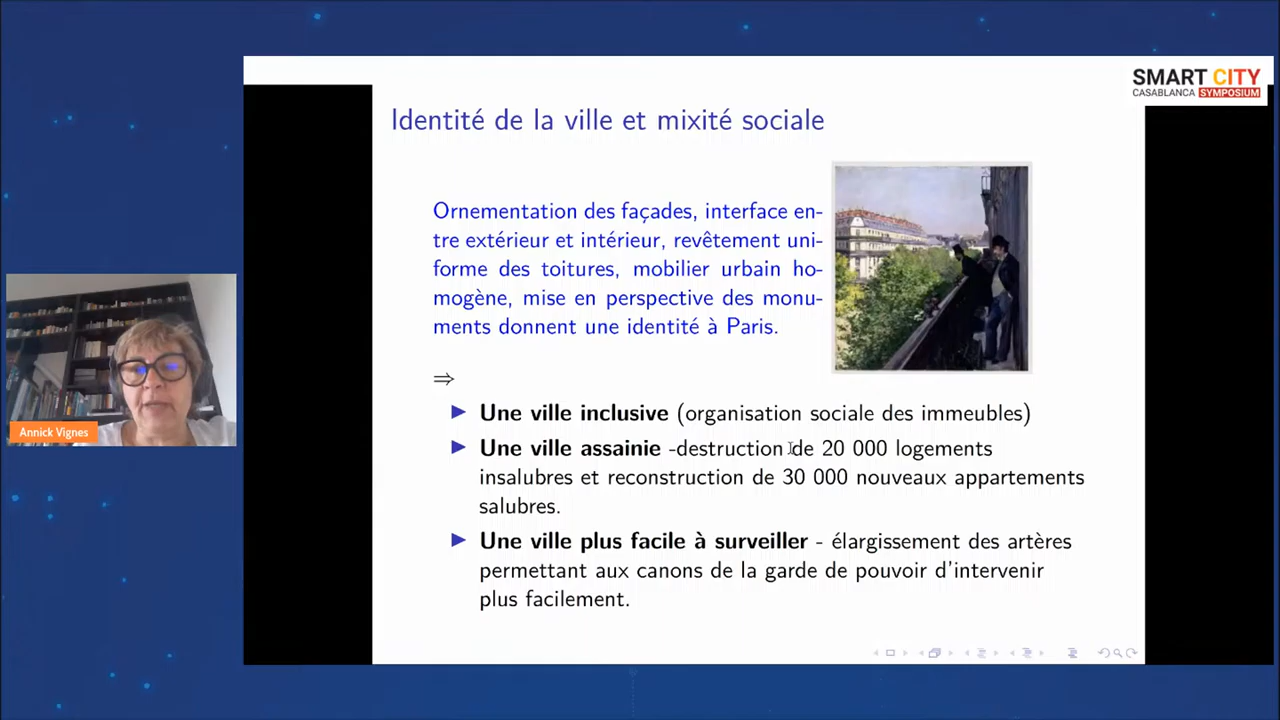 SMART CITY
CASABLANCA SYMPOSIUM
Identité de la ville et mixité sociale
Ornementation des façades, interface en-
tre extérieur et intérieur, revêtement uni-
forme des toitures, mobilier urbain ho-
mogène, mise en perspective des monu-
ments donnent une identité à Paris.
⇒
▶ Une ville inclusive (organisation sociale des immeubles)
▶ Une ville assainie -destruction de 20 000 logements
insalubres et reconstruction de 30 000 nouveaux appartements
salubres.
▶ Une ville plus facile à surveiller - élargissement des artères
permettant aux canons de la garde de pouvoir d'intervenir
plus facilement.
Annick Vignes